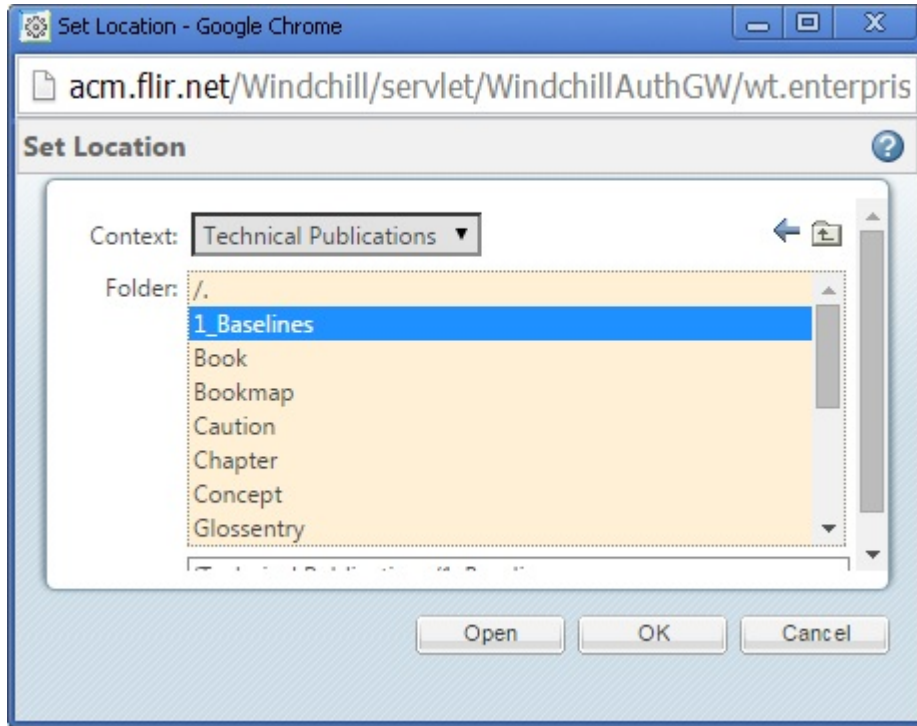 Set Location - Google Chrome
acm.flir.net/Windchill/servlet/WindchillAuthGW/wt.enterpris
Set Location
Context: Technical Publications
Folder: /.
1_Baselines
Book
Bookmap
Caution
Chapter
Concept
Glossentry
Open OK Cancel